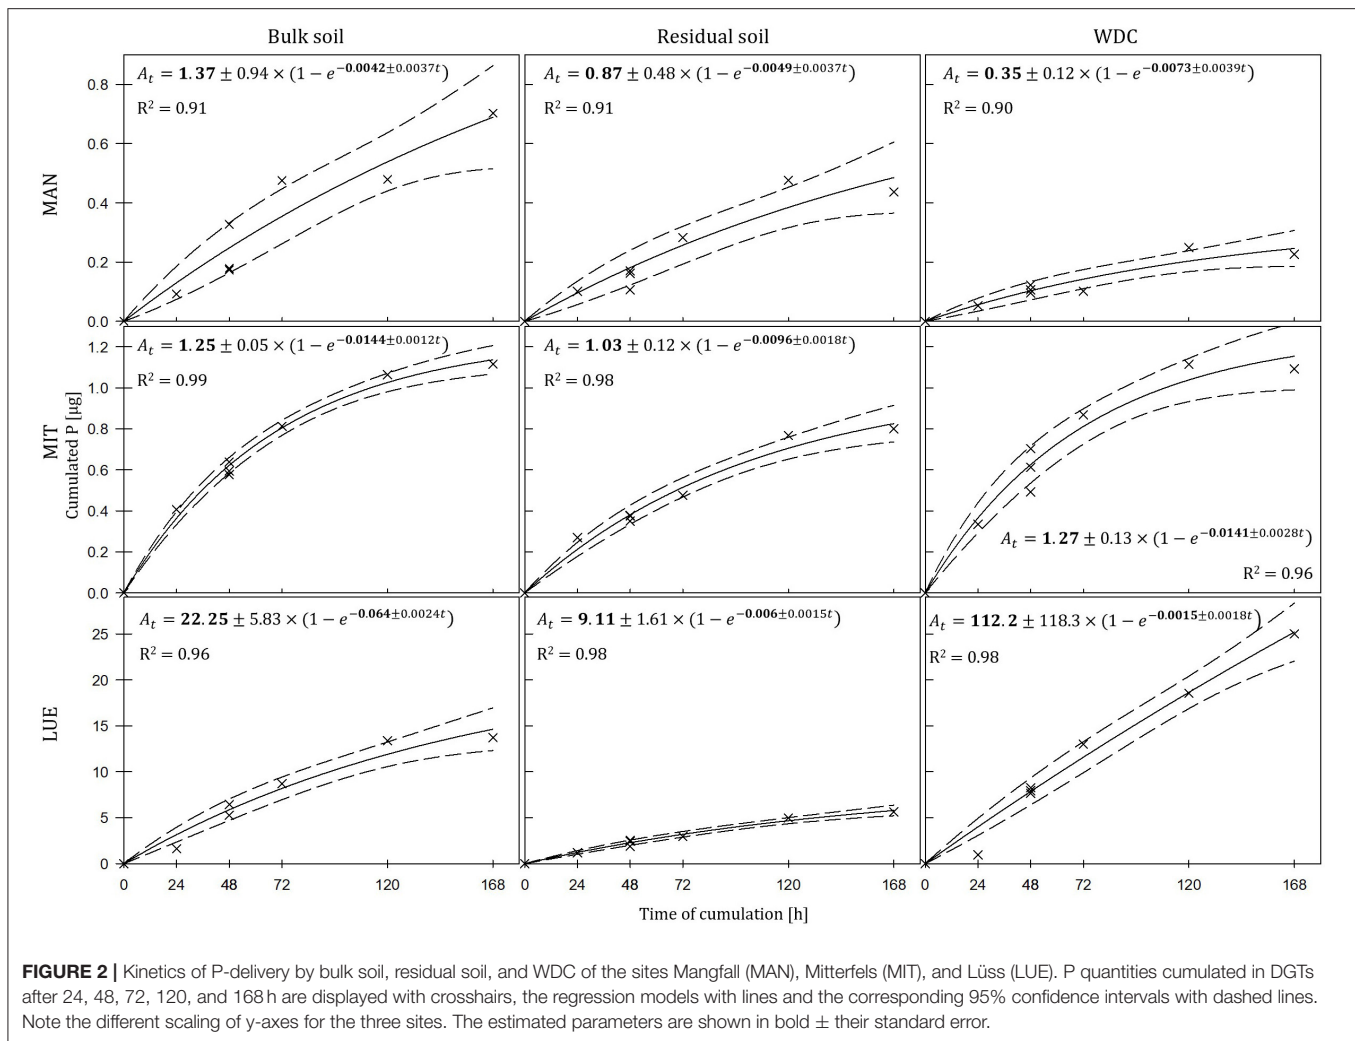 Bulk soil
Residual soil
WDC
MAN
0.8
0.6
0.4
0.2
0.0
A_t = 1.37 ± 0.94 × (1 − e^{−0.0042±0.0037t})
R² = 0.91
A_t = 0.87 ± 0.48 × (1 − e^{−0.0049±0.0037t})
R² = 0.91
A_t = 0.35 ± 0.12 × (1 − e^{−0.0073±0.0039t})
R² = 0.90
MIT
Cumulated P [µg]
1.2
1.0
0.8
0.6
0.4
0.2
0.0
A_t = 1.25 ± 0.05 × (1 − e^{−0.0144±0.0012t})
R² = 0.99
A_t = 1.03 ± 0.12 × (1 − e^{−0.0096±0.0018t})
R² = 0.98
A_t = 1.27 ± 0.13 × (1 − e^{−0.0141±0.0028t})
R² = 0.96
LUE
25
20
15
10
5
0
A_t = 22.25 ± 5.83 × (1 − e^{−0.064±0.0024t})
R² = 0.96
A_t = 9.11 ± 1.61 × (1 − e^{−0.006±0.0015t})
R² = 0.98
A_t = 112.2 ± 118.3 × (1 − e^{−0.0015±0.0018t})
R² = 0.98
0 24 48 72 120 168
0 24 48 72 120 168
0 24 48 72 120 168
Time of cumulation [h]
FIGURE 2 | Kinetics of P-delivery by bulk soil, residual soil, and WDC of the sites Mangfall (MAN), Mitterfels (MIT), and Lüss (LUE). P quantities cumulated in DGTs
after 24, 48, 72, 120, and 168 h are displayed with crosshairs, the regression models with lines and the corresponding 95% confidence intervals with dashed lines.
Note the different scaling of y-axes for the three sites. The estimated parameters are shown in bold ± their standard error.